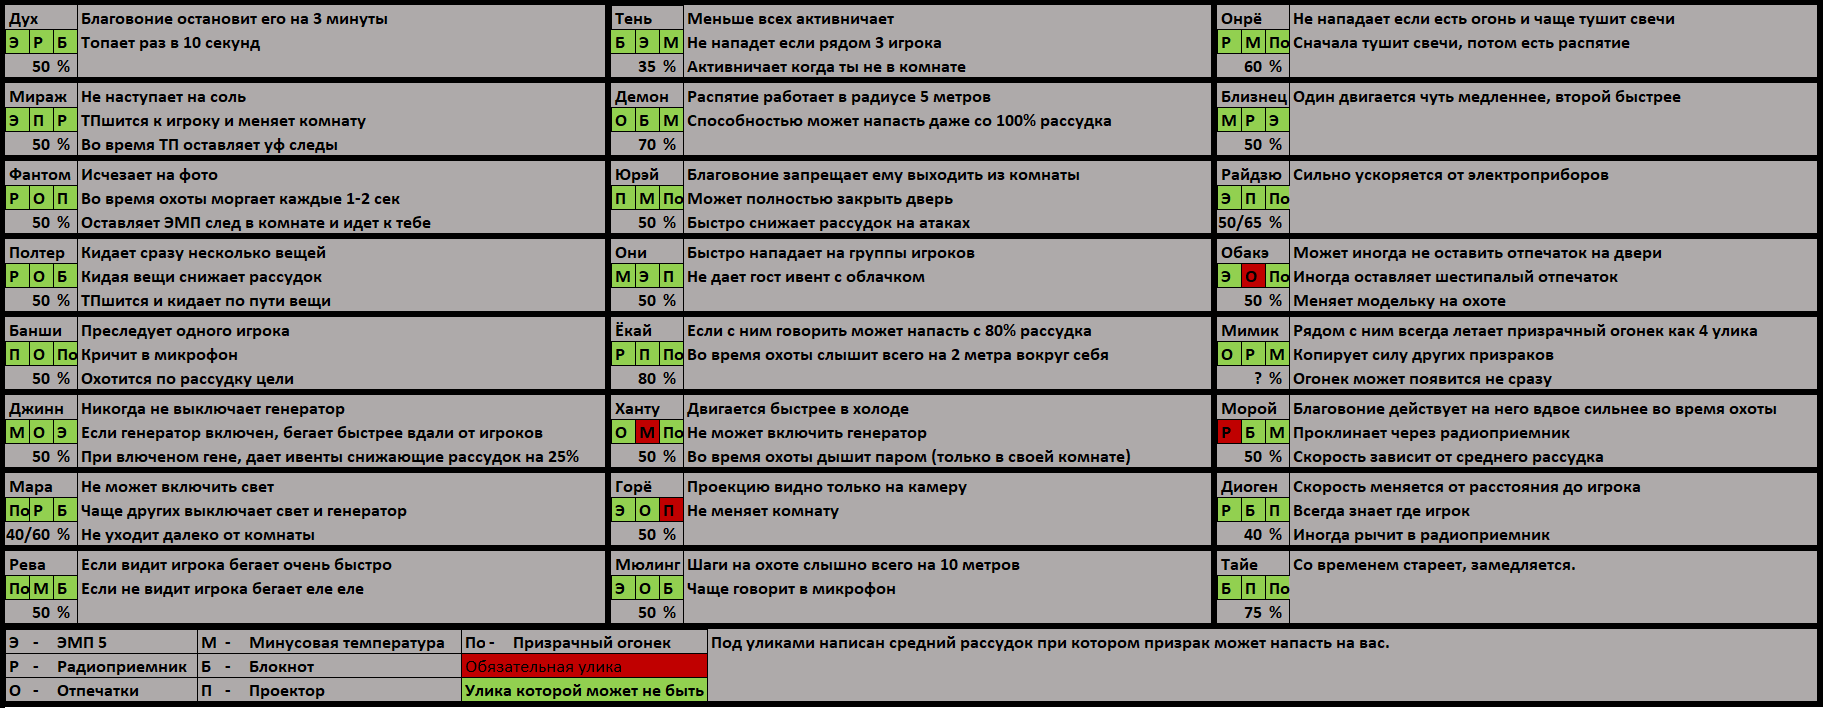 Дух Благовоние остановит его на 3 минуты
Э Р Б Топает раз в 10 секунд
50 %
Тень Меньше всех активничает
Б Э М Не нападет если рядом 3 игрока
35 % Активничает когда ты не в комнате
Онрё Не нападает если есть огонь и чаще тушит свечи
Р М По Сначала тушит свечи, потом есть распятие
60 %
Мираж Не наступает на соль
Э П Р ТПшится к игроку и меняет комнату
50 % Во время ТП оставляет уф следы
Демон Распятие работает в радиусе 5 метров
О Б М Способностью может напасть даже со 100% рассудка
70 %
Близнец Один двигается чуть медленнее, второй быстрее
М Р Э
50 %
Фантом Исчезает на фото
Р О П Во время охоты моргает каждые 1-2 сек
50 % Оставляет ЭМП след в комнате и идет к тебе
Юрэй Благовоние запрещает ему выходить из комнаты
П М По Может полностью закрыть дверь
50 % Быстро снижает рассудок на атаках
Райдзю Сильно ускоряется от электроприборов
Э П По
50/65 %
Полтер Кидает сразу несколько вещей
Р О Б Кидая вещи снижает рассудок
50 % ТПшится и кидает по пути вещи
Они Быстро нападает на группы игроков
М Э П Не дает гост ивент с облачком
50 %
Обакэ Может иногда не оставить отпечаток на двери
Э О По Иногда оставляет шестипалый отпечаток
50 % Меняет модельку на охоте
Банши Преследует одного игрока
П О По Кричит в микрофон
50 % Охотится по рассудку цели
Ёкай Если с ним говорить может напасть с 80% рассудка
Р П По Во время охоты слышит всего на 2 метра вокруг себя
80 %
Мимик Рядом с ним всегда летает призрачный огонек как 4 улика
О Р М Копирует силу других призраков
? % Огонек может появится не сразу
Джинн Никогда не выключает генератор
М О Э Если генератор включен, бегает быстрее вдали от игроков
50 % При влюченом гене, дает ивенты снижающие рассудок на 25%
Ханту Двигается быстрее в холоде
О М По Не может включить генератор
50 % Во время охоты дышит паром (только в своей комнате)
Морой Благовоние действует на него вдвое сильнее во время охоты
Р Б М Проклинает через радиоприемник
50 % Скорость зависит от среднего рассудка
Мара Не может включить свет
По Р Б Чаще других выключает свет и генератор
40/60 % Не уходит далеко от комнаты
Горё Проекцию видно только на камеру
Э О П Не меняет комнату
50 %
Диоген Скорость меняется от расстояния до игрока
Р Б П Всегда знает где игрок
40 % Иногда рычит в радиоприемник
Рева Если видит игрока бегает очень быстро
По М Б Если не видит игрока бегает еле еле
50 %
Мюлинг Шаги на охоте слышно всего на 10 метров
Э О Б Чаще говорит в микрофон
50 %
Тайе Со временем стареет, замедляется.
Б П По
75 %
Э - ЭМП 5 М - Минусовая температура По - Призрачный огонек Под уликами написан средний рассудок при котором призрак может напасть на вас.
Р - Радиоприемник Б - Блокнот Обязательная улика
О - Отпечатки П - Проектор Улика которой может не быть